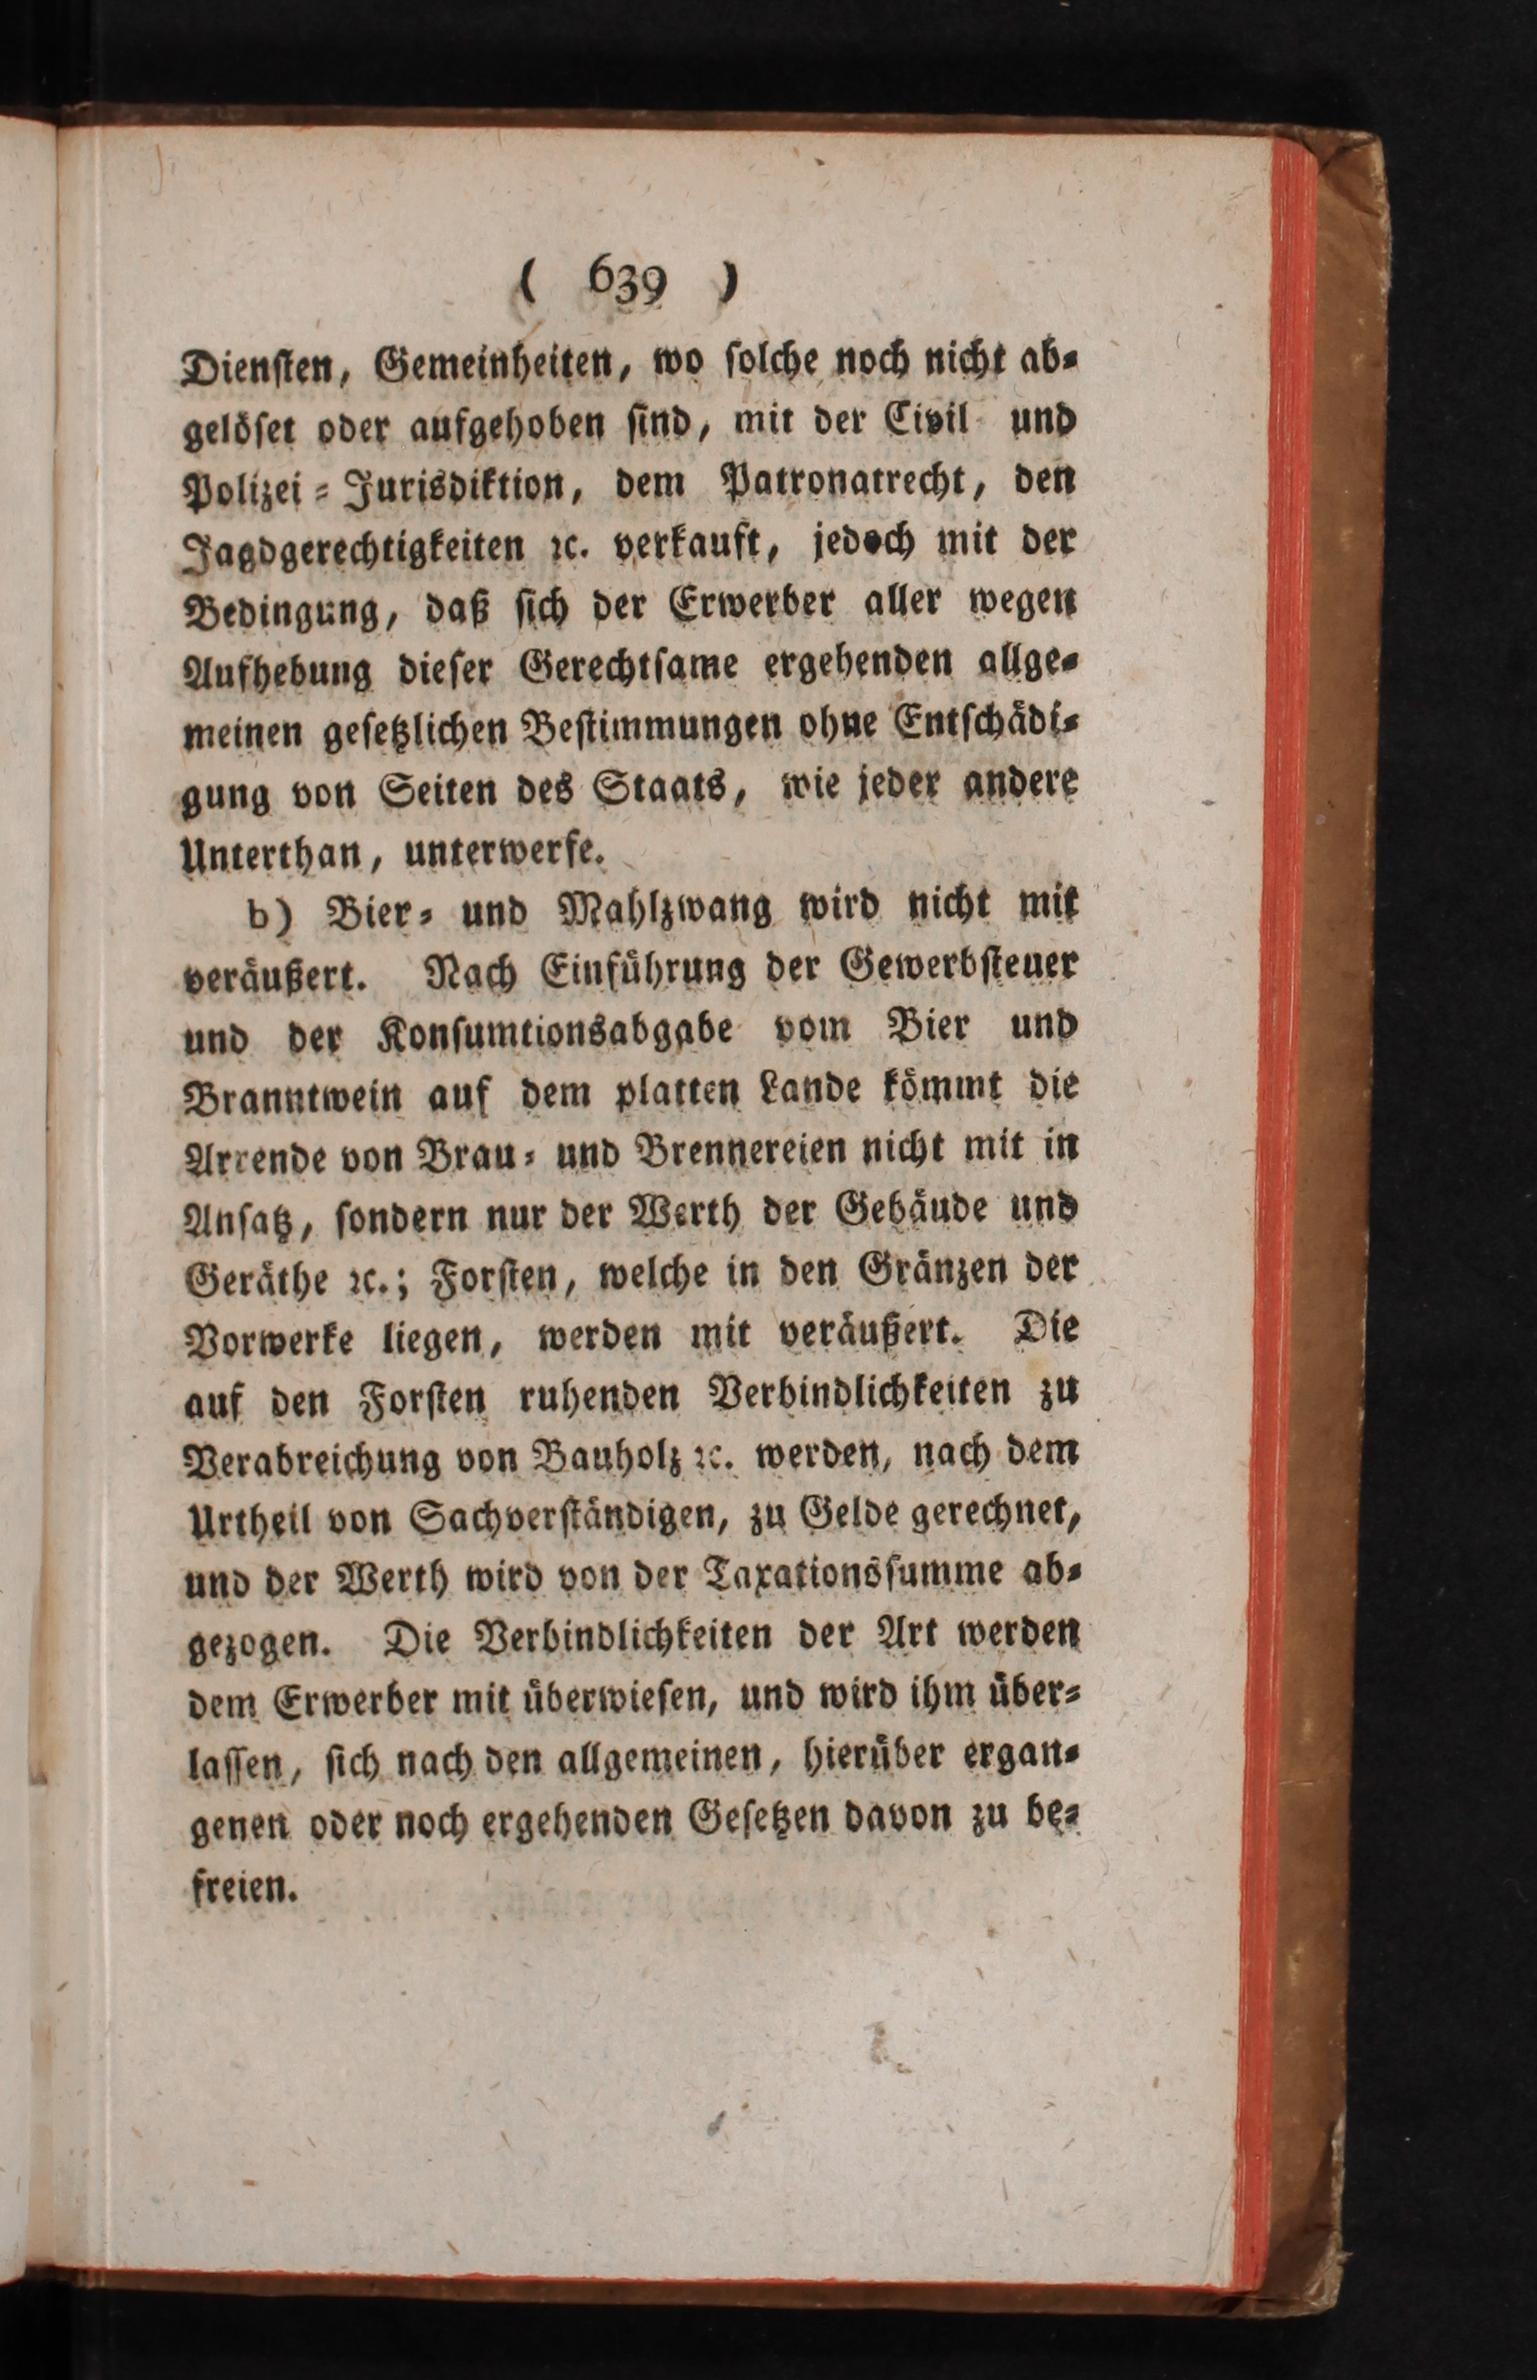 ( 639 )
Dienſten, Gemeinheiten, wo ſolche noch nicht ab⸗
gelöſet oder aufgehoben ſind, mit der Civil und
Polizei⸗Jurisdiktion, dem Patronatrecht, den
Jagdgerechtigkeiten ꝛc. verkauft, jedoch mit der
Bedingung, daß ſich der Erwerber aller wegen
Aufhebung dieſer Gerechtſame ergehenden allge⸗
meinen geſetzlichen Beſtimmungen ohne Entſchädi⸗
gung von Seiten des Staats, wie jeder andere
Unterthan, unterwerfe.
b) Bier⸗ und Mahlzwang wird nicht mit
veräußert. Nach Einführung der Gewerbſteuer
und der Konſumtionsabgabe vom Bier und
Branntwein auf dem platten Lande kömmt die
Arrende von Brau⸗ und Brennereien nicht mit in
Anſatz, ſondern nur der Werth der Gebäude und
Geräthe ꝛc.; Forſten, welche in den Gränzen der
Vorwerke liegen, werden mit veräußert. Die
auf den Forſten ruhenden Verbindlichkeiten zu
Verabreichung von Bauholz ꝛc. werden, nach dem
Urtheil von Sachverſtändigen, zu Gelde gerechnet,
und der Werth wird von der Taxationsſumme ab⸗
gezogen. Die Verbindlichkeiten der Art werden
dem Erwerber mit überwieſen, und wird ihm über⸗
laſſen, ſich nach den allgemeinen, hierüber ergan⸗
genen oder noch ergehenden Geſetzen davon zu be⸗
freien.